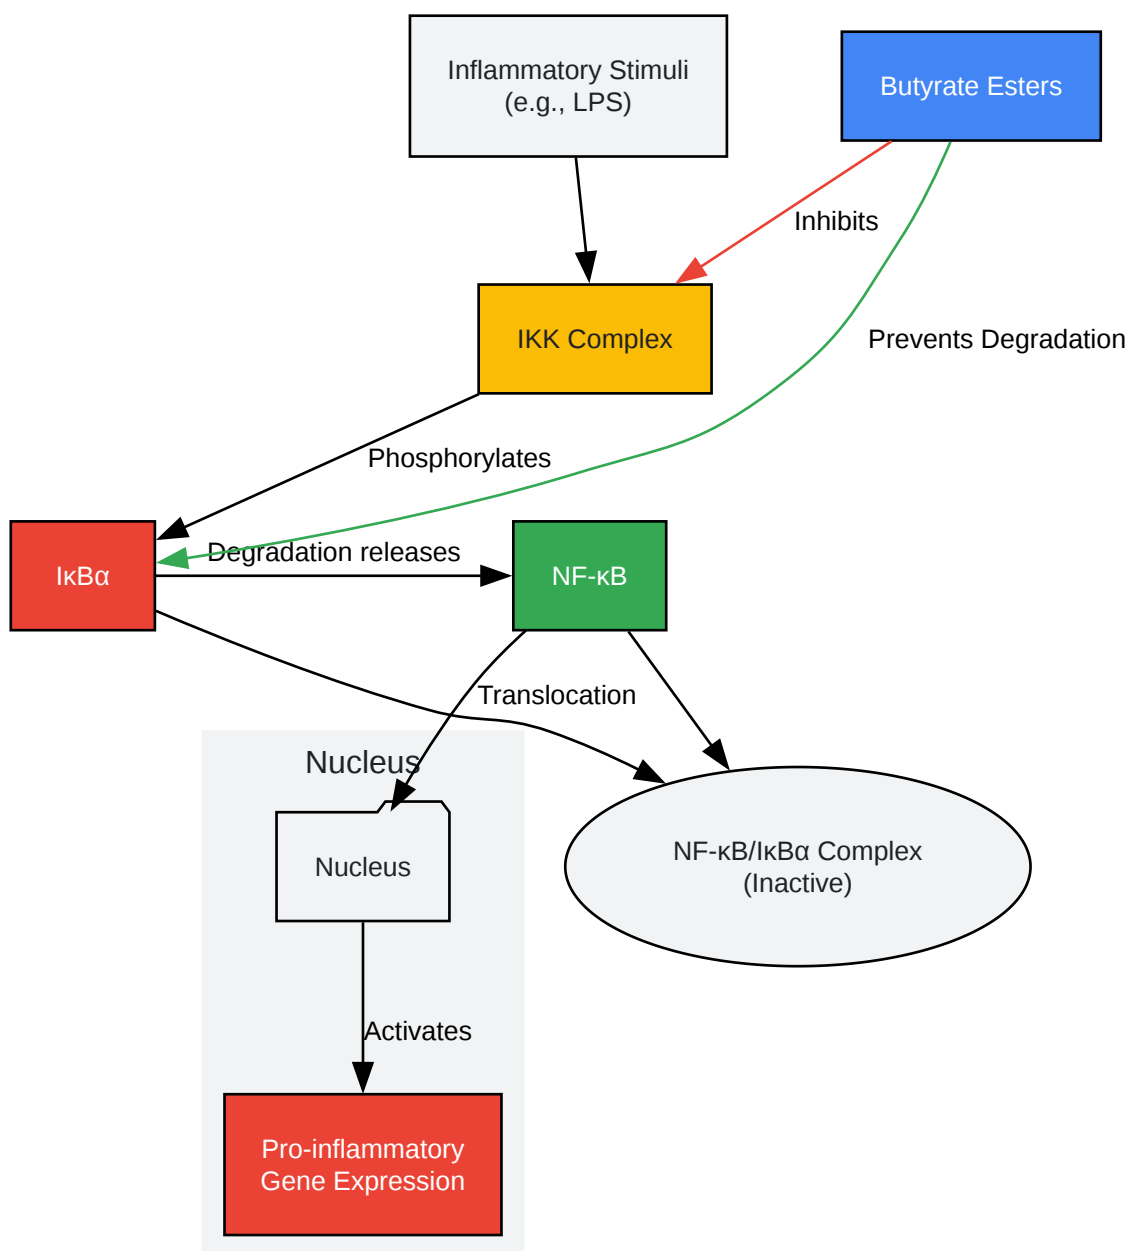 Inflammatory Stimuli
(e.g., LPS)
Butyrate Esters
Inhibits
IKK Complex
Prevents Degradation
Phosphorylates
IκBα
Degradation releases
NF-κB
Translocation
Nucleus
Nucleus
NF-κB/IκBα Complex
(Inactive)
Activates
Pro-inflammatory
Gene Expression